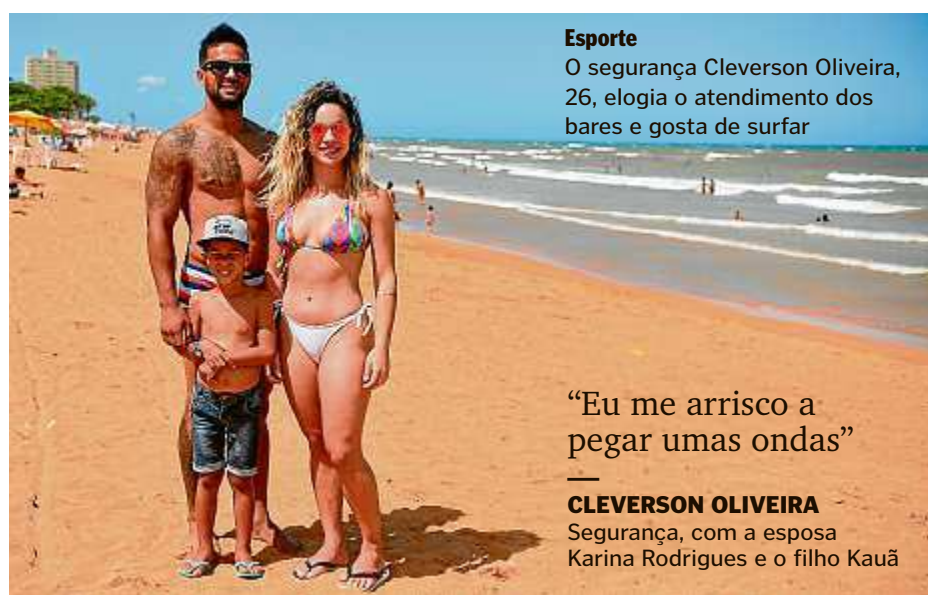 Esporte
O segurança Cleverson Oliveira,
26, elogia o atendimento dos
bares e gosta de surfar
“Eu me arrisco a
pegar umas ondas”
CLEVERSON OLIVEIRA
Segurança, com a esposa
Karina Rodrigues e o filho Kauã